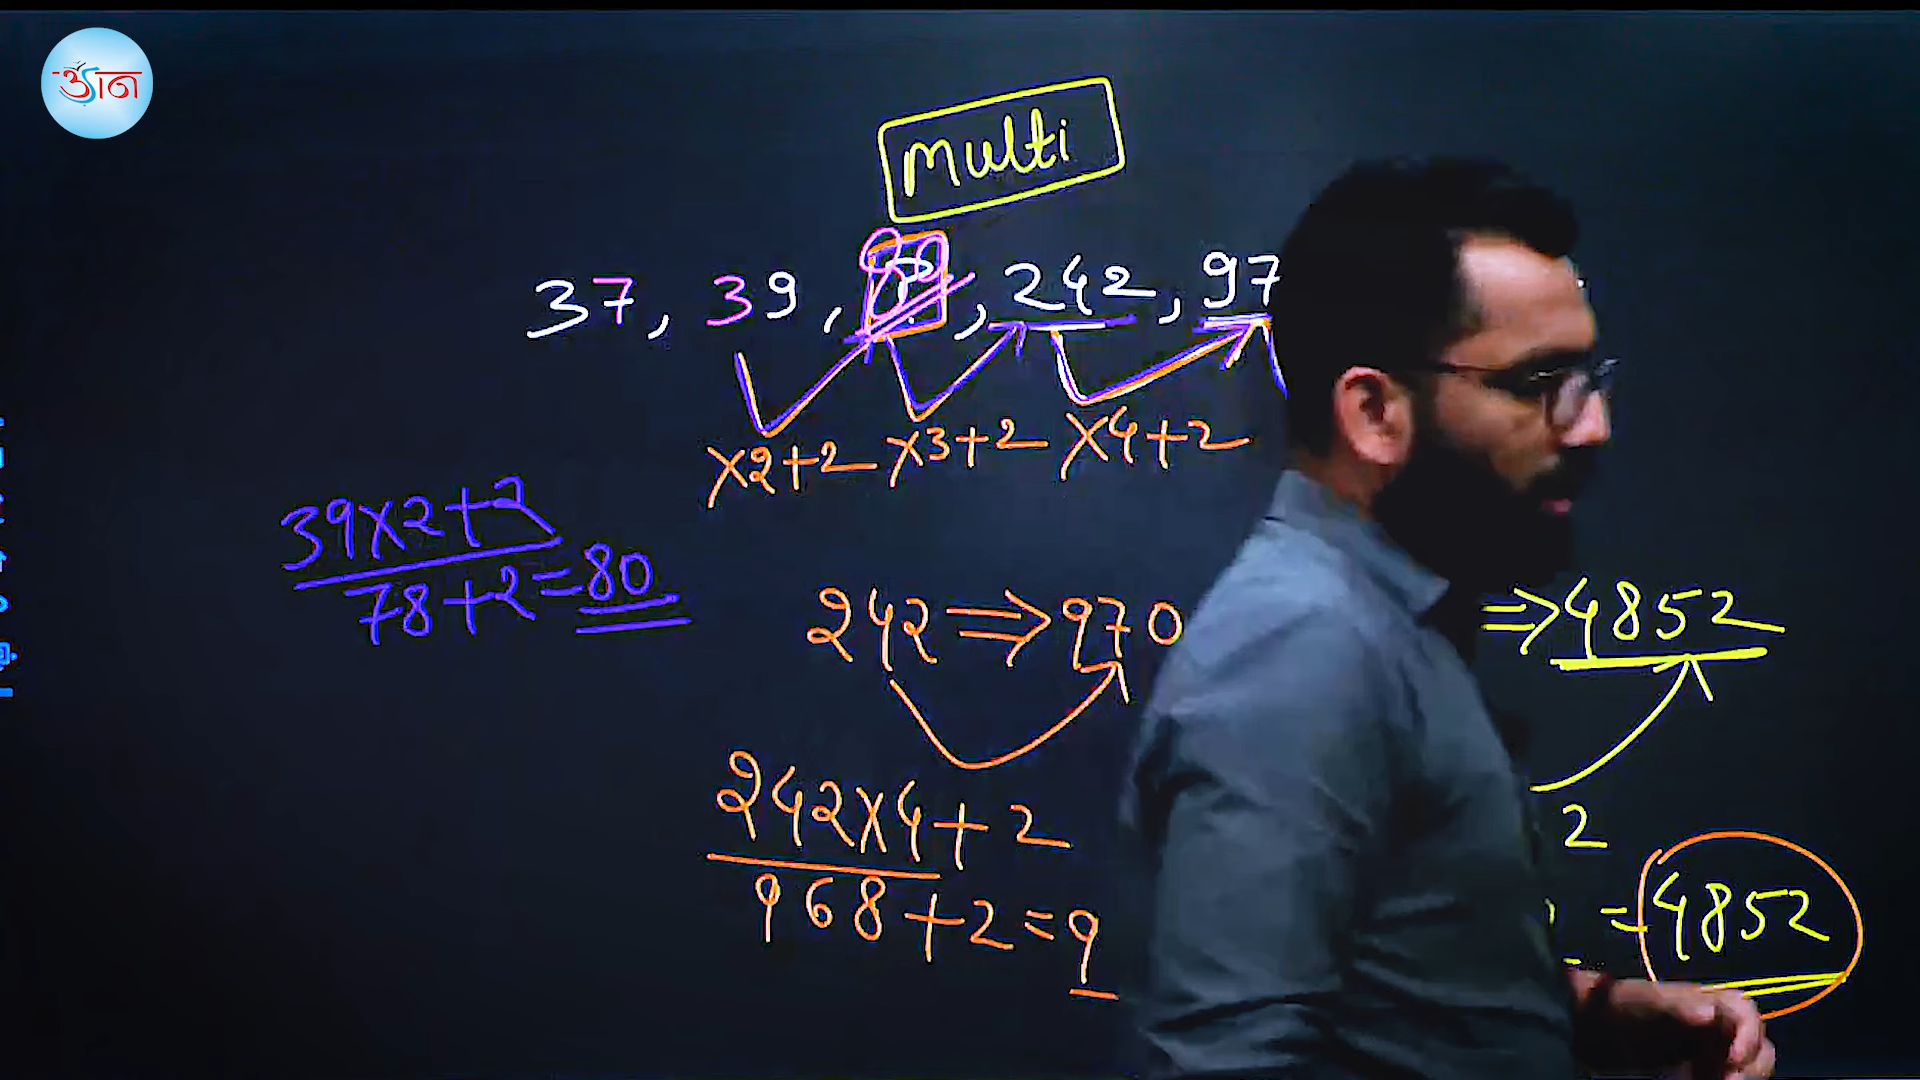 उड़ान
Multi
37, 39, , 242, 97
×2+2 ×3+2 ×4+2
39×2+2
78+2=80
242 ⇒ 970
⇒ 4852
242×4+2
2
968+2=9
= 4852